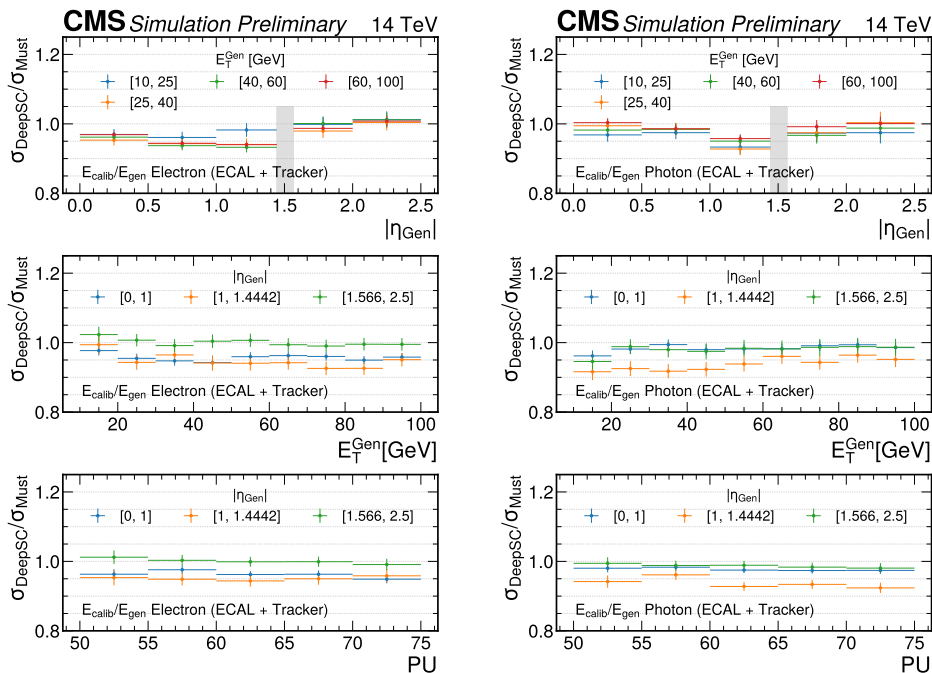 CMS Simulation Preliminary 14 TeV
E_T^Gen [GeV]
[10, 25] [40, 60] [60, 100]
[25, 40]
σ_DeepSC/σ_Must
1.2
1.0
0.8
E_calib/E_gen Electron (ECAL + Tracker)
0.0 0.5 1.0 1.5 2.0 2.5
|η_Gen|
CMS Simulation Preliminary 14 TeV
E_T^Gen [GeV]
[10, 25] [40, 60] [60, 100]
[25, 40]
σ_DeepSC/σ_Must
1.2
1.0
0.8
E_calib/E_gen Photon (ECAL + Tracker)
0.0 0.5 1.0 1.5 2.0 2.5
|η_Gen|
|η_Gen|
[0, 1] [1, 1.4442] [1.566, 2.5]
σ_DeepSC/σ_Must
1.2
1.0
0.8
E_calib/E_gen Electron (ECAL + Tracker)
20 40 60 80 100
E_T^Gen[GeV]
|η_Gen|
[0, 1] [1, 1.4442] [1.566, 2.5]
σ_DeepSC/σ_Must
1.2
1.0
0.8
E_calib/E_gen Photon (ECAL + Tracker)
20 40 60 80 100
E_T^Gen[GeV]
|η_Gen|
[0, 1] [1, 1.4442] [1.566, 2.5]
σ_DeepSC/σ_Must
1.2
1.0
0.8
E_calib/E_gen Electron (ECAL + Tracker)
50 55 60 65 70 75
PU
|η_Gen|
[0, 1] [1, 1.4442] [1.566, 2.5]
σ_DeepSC/σ_Must
1.2
1.0
0.8
E_calib/E_gen Photon (ECAL + Tracker)
50 55 60 65 70 75
PU